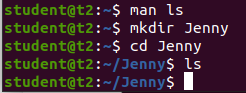 student@t2:~$ man ls
student@t2:~$ mkdir Jenny
student@t2:~$ cd Jenny
student@t2:~/Jenny$ ls
student@t2:~/Jenny$